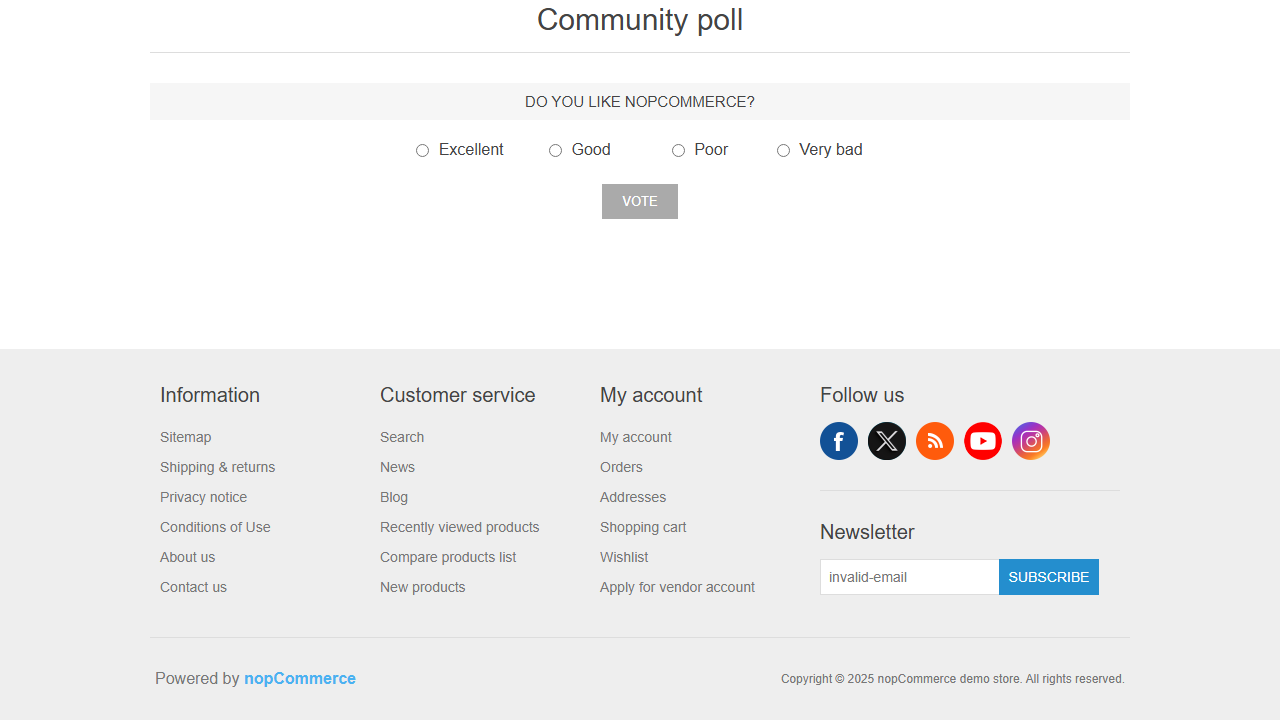 Community poll
DO YOU LIKE NOPCOMMERCE?
Excellent Good Poor Very bad
VOTE
Information
Sitemap
Shipping & returns
Privacy notice
Conditions of Use
About us
Contact us
Customer service
Search
News
Blog
Recently viewed products
Compare products list
New products
My account
My account
Orders
Addresses
Shopping cart
Wishlist
Apply for vendor account
Follow us
Newsletter
invalid-email SUBSCRIBE
Powered by nopCommerce
Copyright © 2025 nopCommerce demo store. All rights reserved.